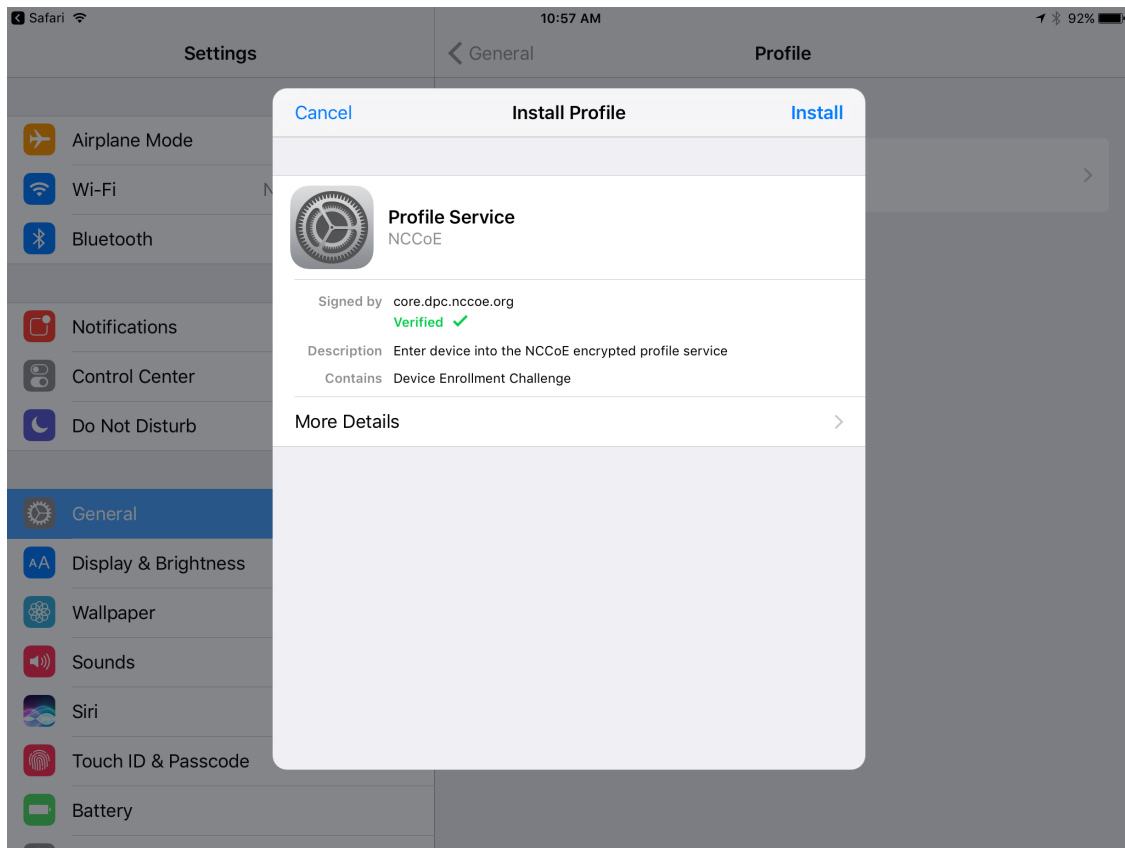 Safari
10:57 AM
92%
Settings
General
Profile
Airplane Mode
Wi-Fi
N
Bluetooth
Notifications
Control Center
Do Not Disturb
General
AA
Display & Brightness
Wallpaper
Sounds
Siri
Touch ID & Passcode
Battery
Cancel
Install Profile
Install
Profile Service
NCCoE
Signed by core.dpc.nccoe.org
Verified
Description Enter device into the NCCoE encrypted profile service
Contains Device Enrollment Challenge
More Details